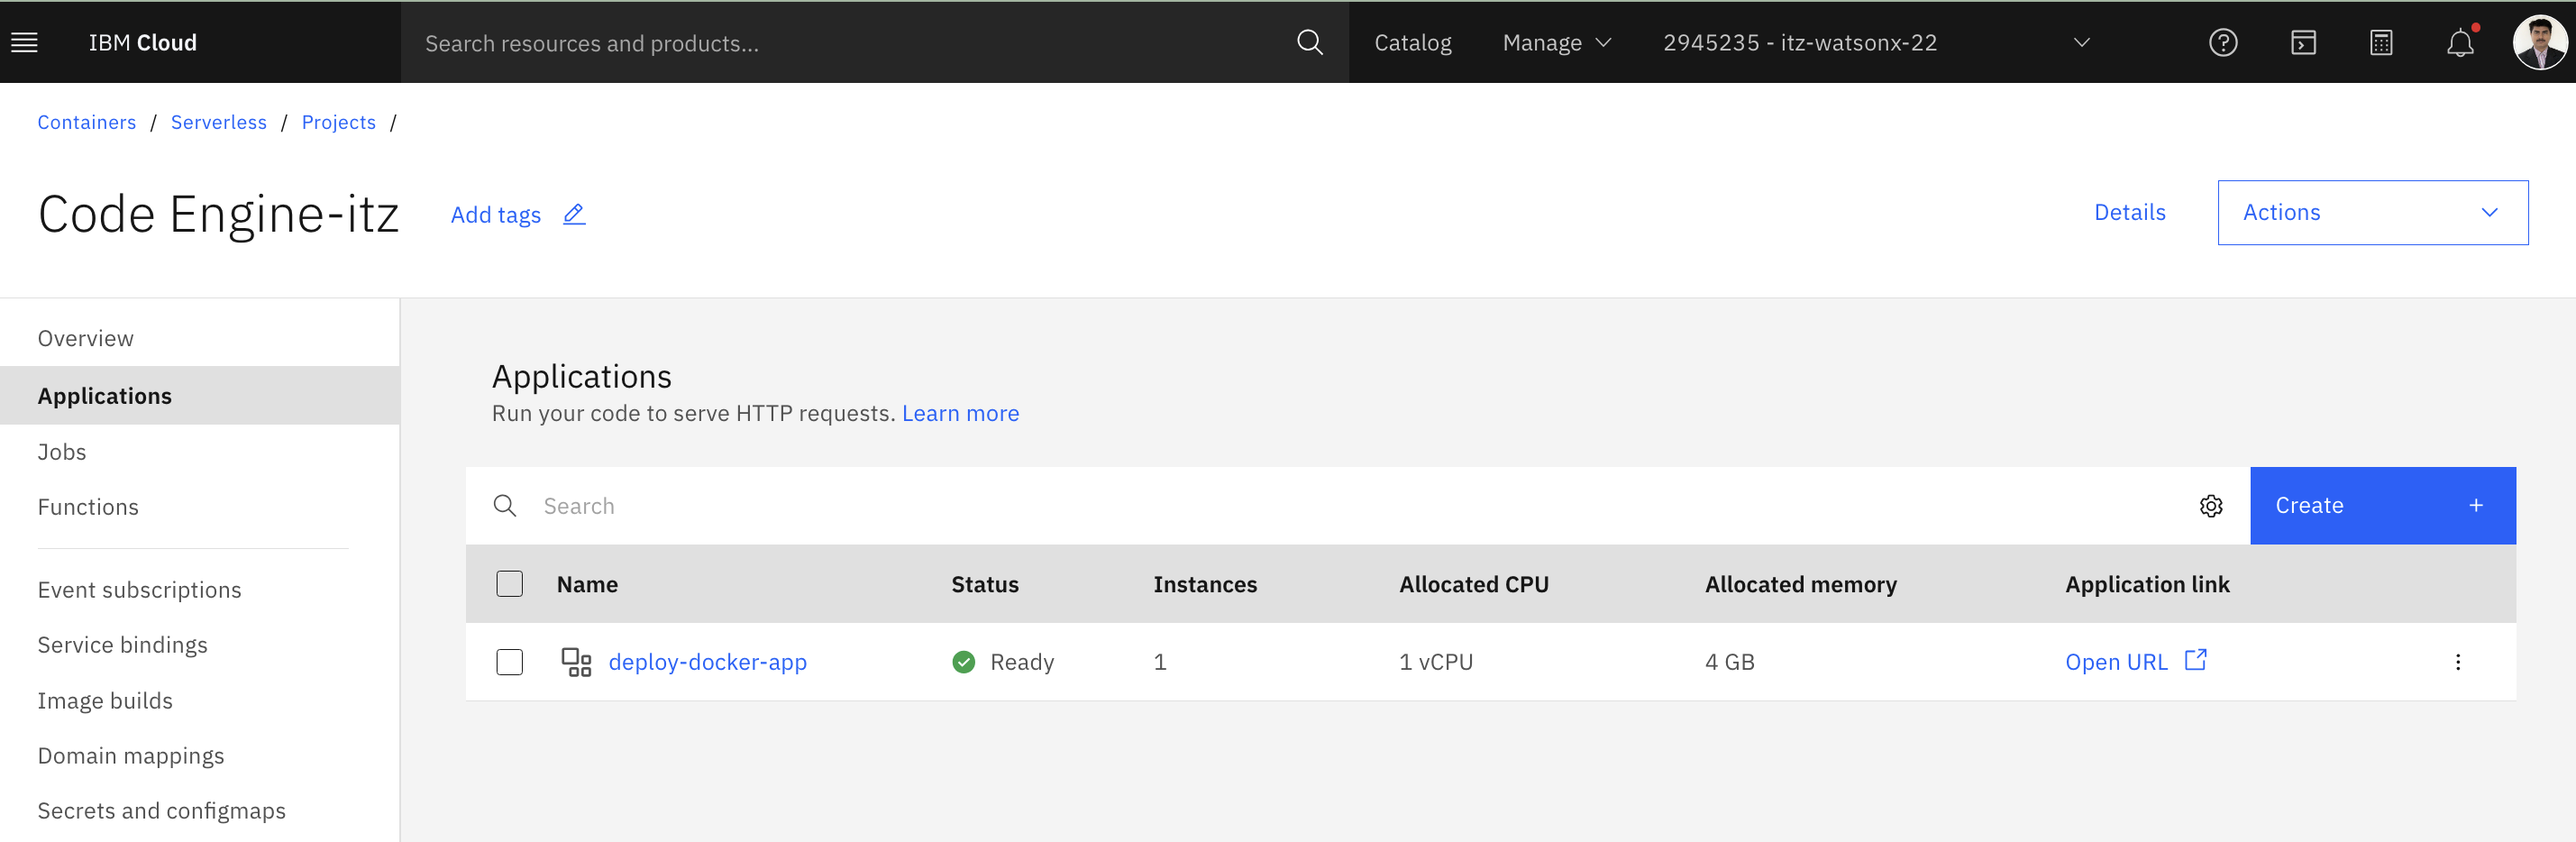 IBM Cloud
Search resources and products...
Catalog
Manage
2945235 - itz-watsonx-22
Containers / Serverless / Projects /
Code Engine-itz
Add tags
Details
Actions
Overview
Applications
Jobs
Functions
Event subscriptions
Service bindings
Image builds
Domain mappings
Secrets and configmaps
Applications
Run your code to serve HTTP requests. Learn more
Search
Create +
Name Status Instances Allocated CPU Allocated memory Application link
deploy-docker-app Ready 1 1 vCPU 4 GB Open URL